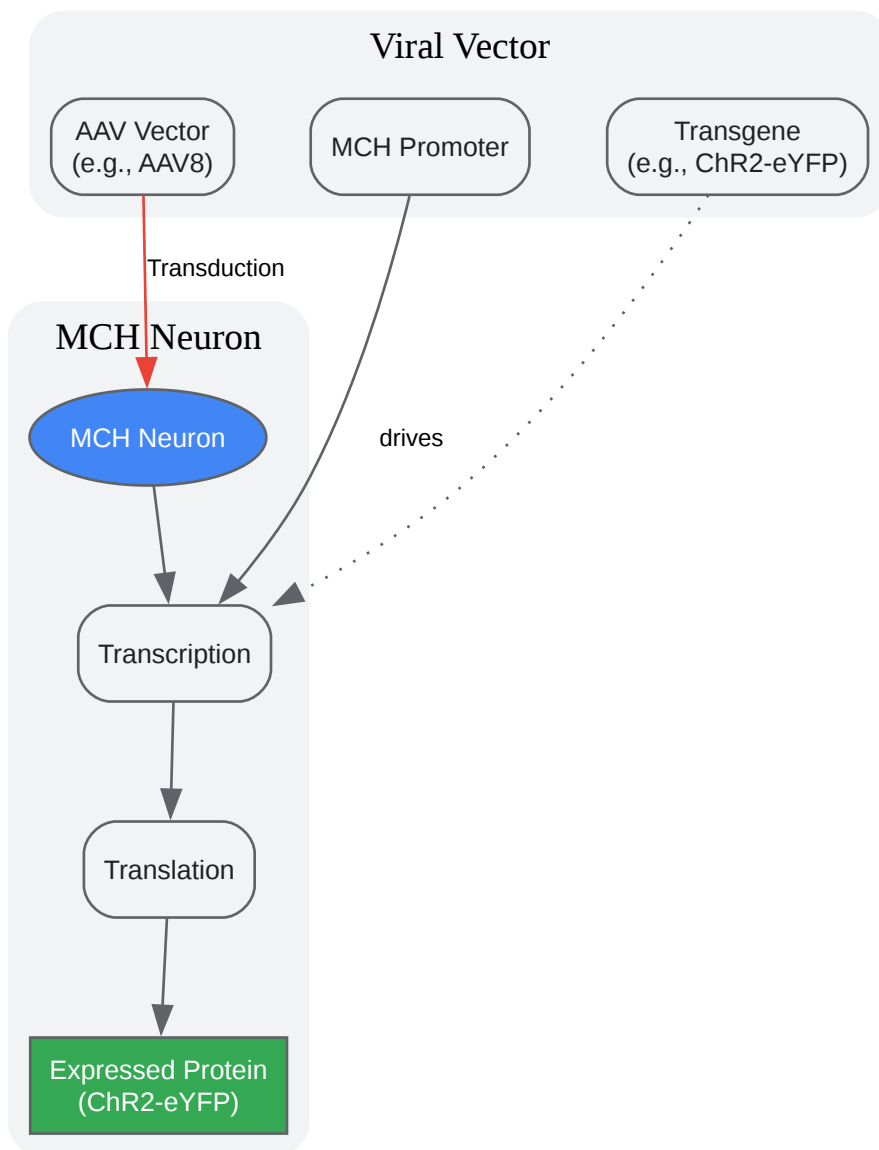 Viral Vector
AAV Vector
(e.g., AAV8)
MCH Promoter
Transgene
(e.g., ChR2-eYFP)
Transduction
MCH Neuron
MCH Neuron
drives
Transcription
Translation
Expressed Protein
(ChR2-eYFP)